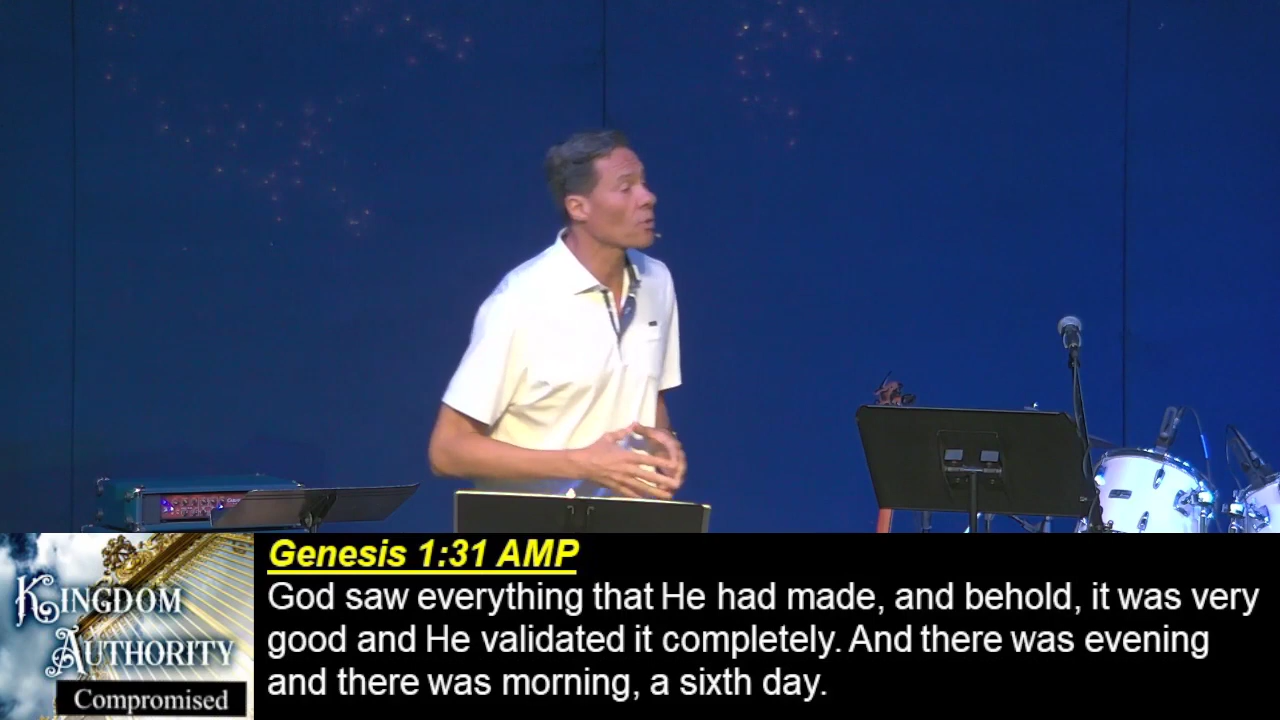 Genesis 1:31 AMP
God saw everything that He had made, and behold, it was very
good and He validated it completely. And there was evening
and there was morning, a sixth day.
KINGDOM
AUTHORITY
Compromised